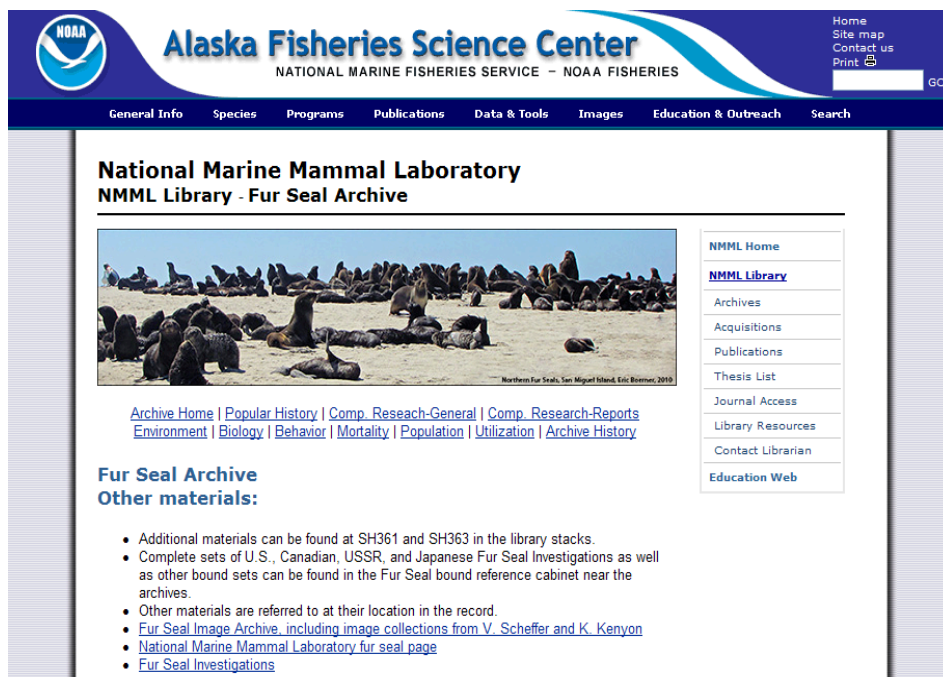 NOAA
Alaska Fisheries Science Center
NATIONAL MARINE FISHERIES SERVICE - NOAA FISHERIES
Home
Site map
Contact us
Print
GO
General Info Species Programs Publications Data & Tools Images Education & Outreach Search
National Marine Mammal Laboratory
NMML Library - Fur Seal Archive
Northern Fur Seals, San Miguel Island, Eric Boerner, 2010
NMML Home
NMML Library
Archives
Acquisitions
Publications
Thesis List
Journal Access
Library Resources
Contact Librarian
Education Web
Archive Home | Popular History | Comp. Reseach-General | Comp. Research-Reports
Environment | Biology | Behavior | Mortality | Population | Utilization | Archive History
Fur Seal Archive
Other materials:
• Additional materials can be found at SH361 and SH363 in the library stacks.
• Complete sets of U.S., Canadian, USSR, and Japanese Fur Seal Investigations as well
as other bound sets can be found in the Fur Seal bound reference cabinet near the
archives.
• Other materials are referred to at their location in the record.
• Fur Seal Image Archive, including image collections from V. Scheffer and K. Kenyon
• National Marine Mammal Laboratory fur seal page
• Fur Seal Investigations